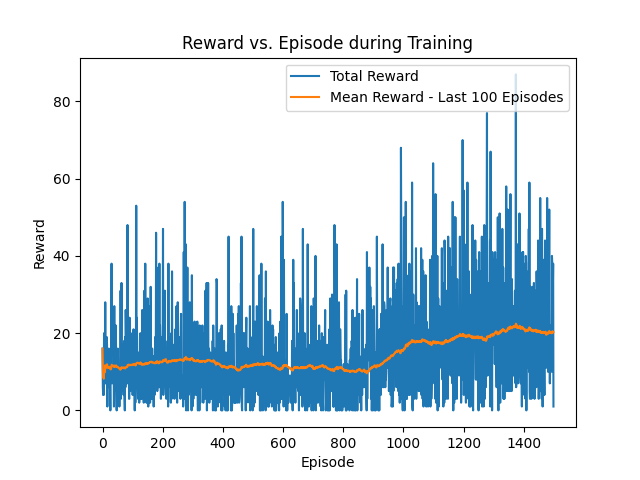 Reward vs. Episode during Training
Total Reward
Mean Reward - Last 100 Episodes
80
60
40
20
0
Reward
0 200 400 600 800 1000 1200 1400
Episode